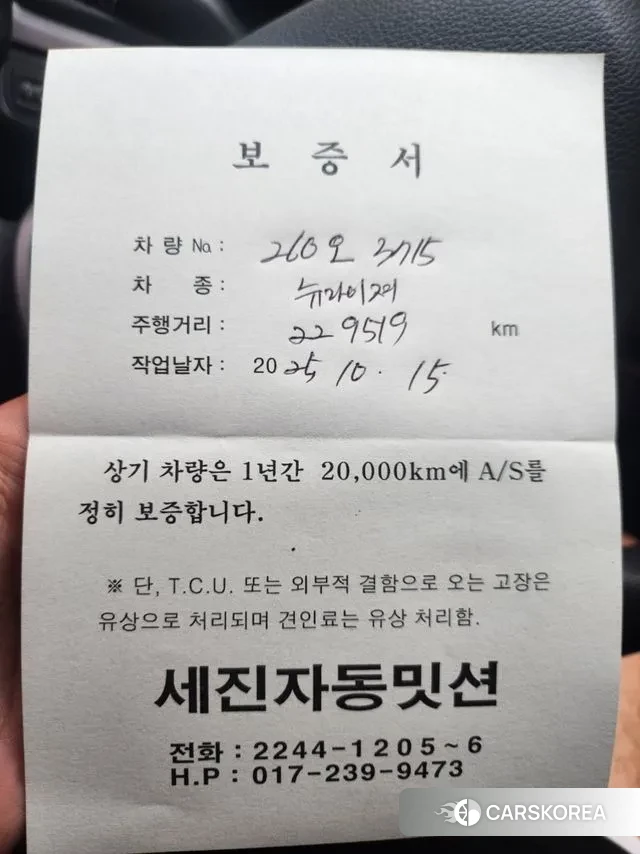 보 증 서
차 량 No. : 260오 3715
차 종 : 뉴라이제
주행거리 : 229519 km
작업날자 : 2025 10. 15.
상기 차량은 1년간 20,000km에 A/S를
정히 보증합니다.
※ 단, T.C.U. 또는 외부적 결함으로 오는 고장은
유상으로 처리되며 견인료는 유상 처리함.
세진자동밋션
전화 : 2244-1205~6
H.P : 017-239-9473
CARSKOREA